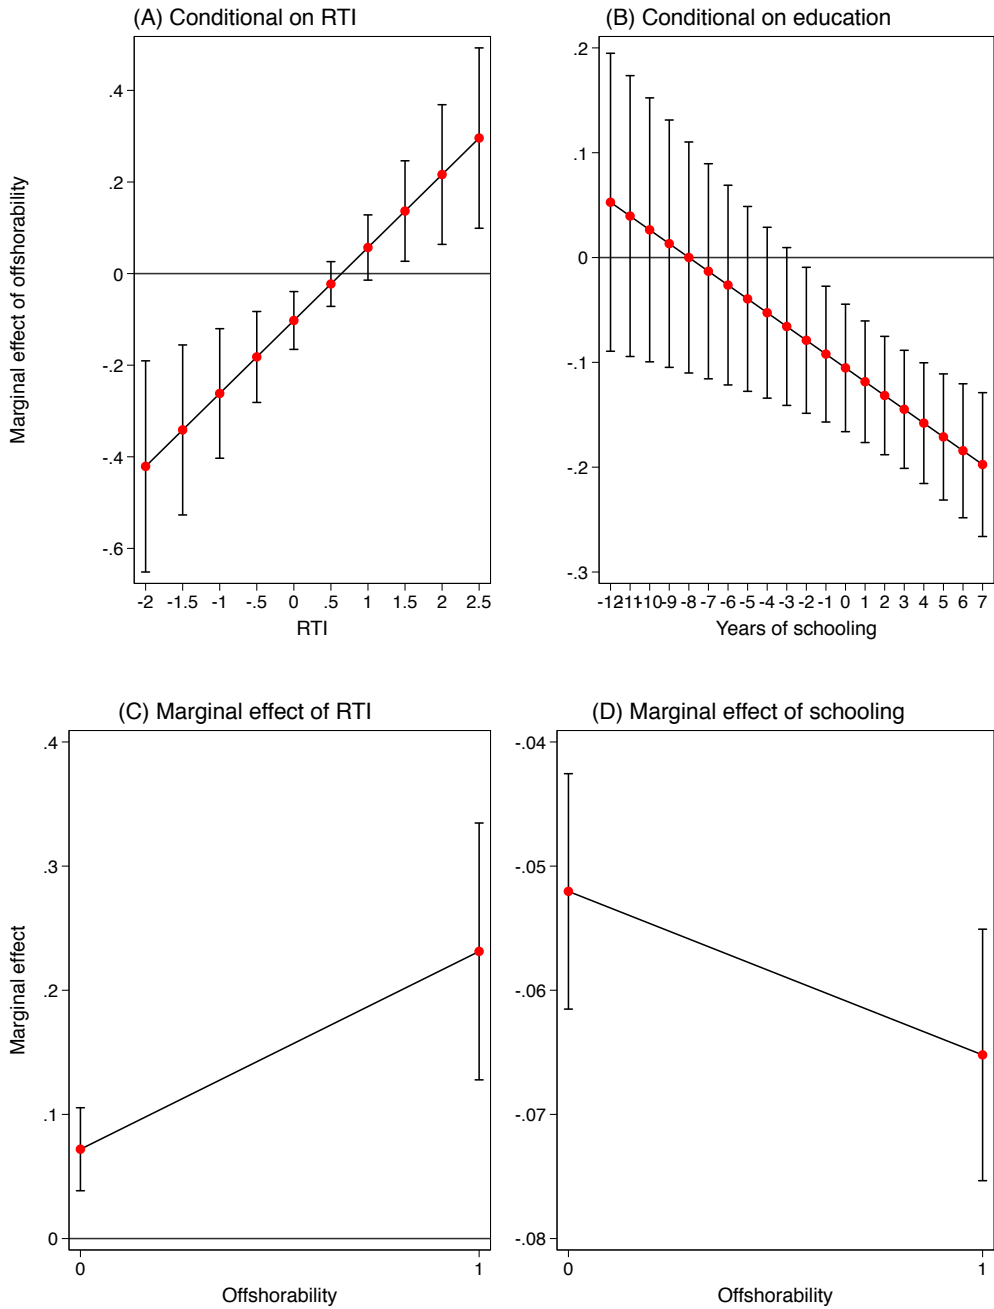 (A) Conditional on RTI
(B) Conditional on education
Marginal effect of offshorability
.4
.2
0
-.2
-.4
-.6
-2 -1.5 -1 -.5 0 .5 1 1.5 2 2.5
RTI
.2
.1
0
-.1
-.2
-.3
-12 -11 -10 -9 -8 -7 -6 -5 -4 -3 -2 -1 0 1 2 3 4 5 6 7
Years of schooling
(C) Marginal effect of RTI
(D) Marginal effect of schooling
Marginal effect
.4
.3
.2
.1
0
0 1
Offshorability
-.04
-.05
-.06
-.07
-.08
0 1
Offshorability